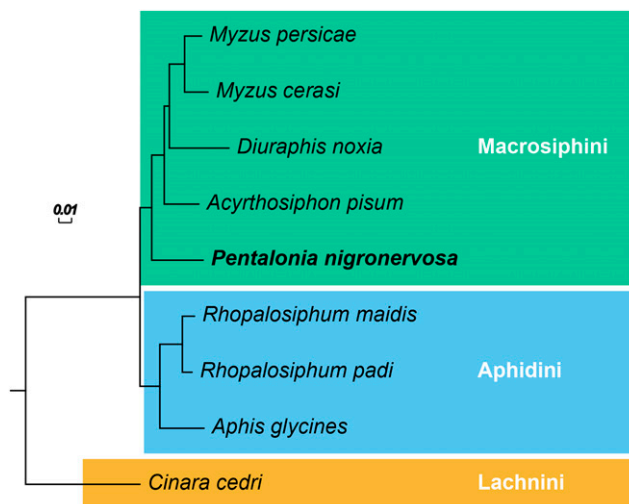 Myzus persicae
Myzus cerasi
Diuraphis noxia
Macrosiphini
0.01
Acyrthosiphon pisum
Pentalonia nigronervosa
Rhopalosiphum maidis
Rhopalosiphum padi
Aphidini
Aphis glycines
Cinara cedri
Lachnini